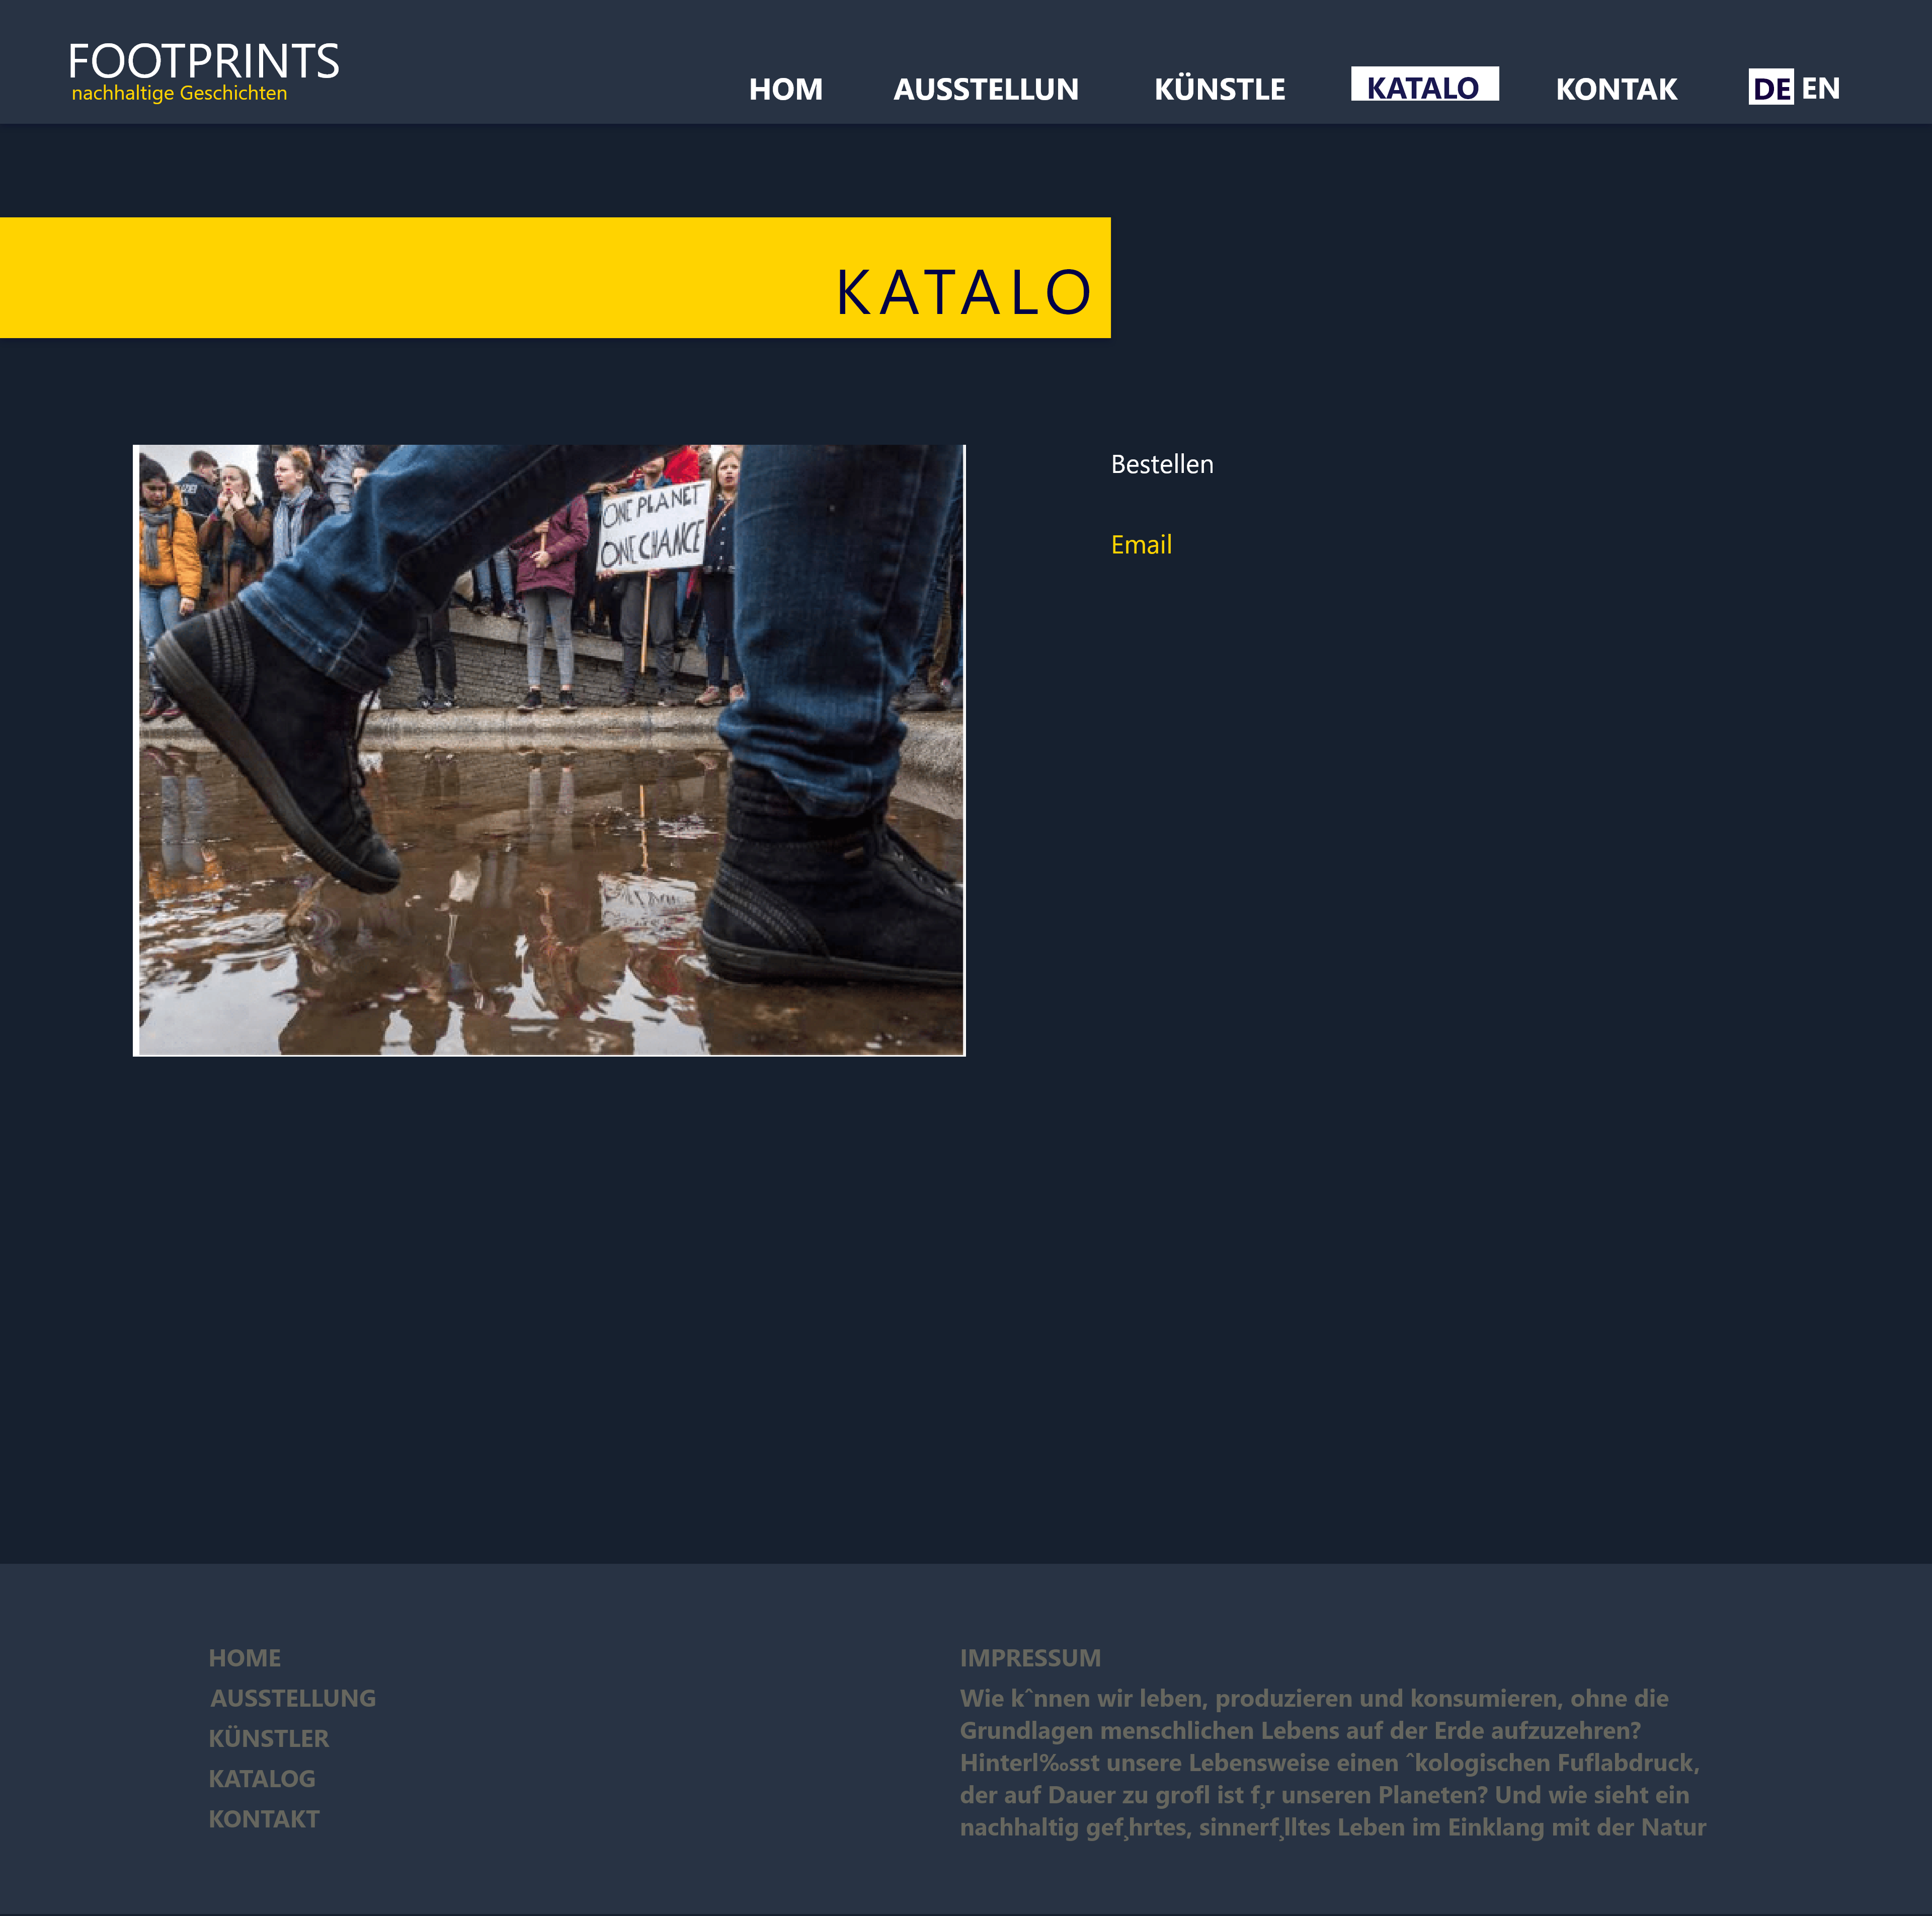 FOOTPRINTS
nachhaltige Geschichten
HOM AUSSTELLUN KÜNSTLE KATALO KONTAK DE EN
KATALO
ZEI
ONE PLANET
ONE CHANCE
Bestellen
Email
HOME
AUSSTELLUNG
KÜNSTLER
KATALOG
KONTAKT
IMPRESSUM
Wie kˆnnen wir leben, produzieren und konsumieren, ohne die
Grundlagen menschlichen Lebens auf der Erde aufzuzehren?
Hinterl‰sst unsere Lebensweise einen ˆkologischen Fuflabdruck,
der auf Dauer zu grofl ist f¸r unseren Planeten? Und wie sieht ein
nachhaltig gef¸hrtes, sinnerf¸lltes Leben im Einklang mit der Natur